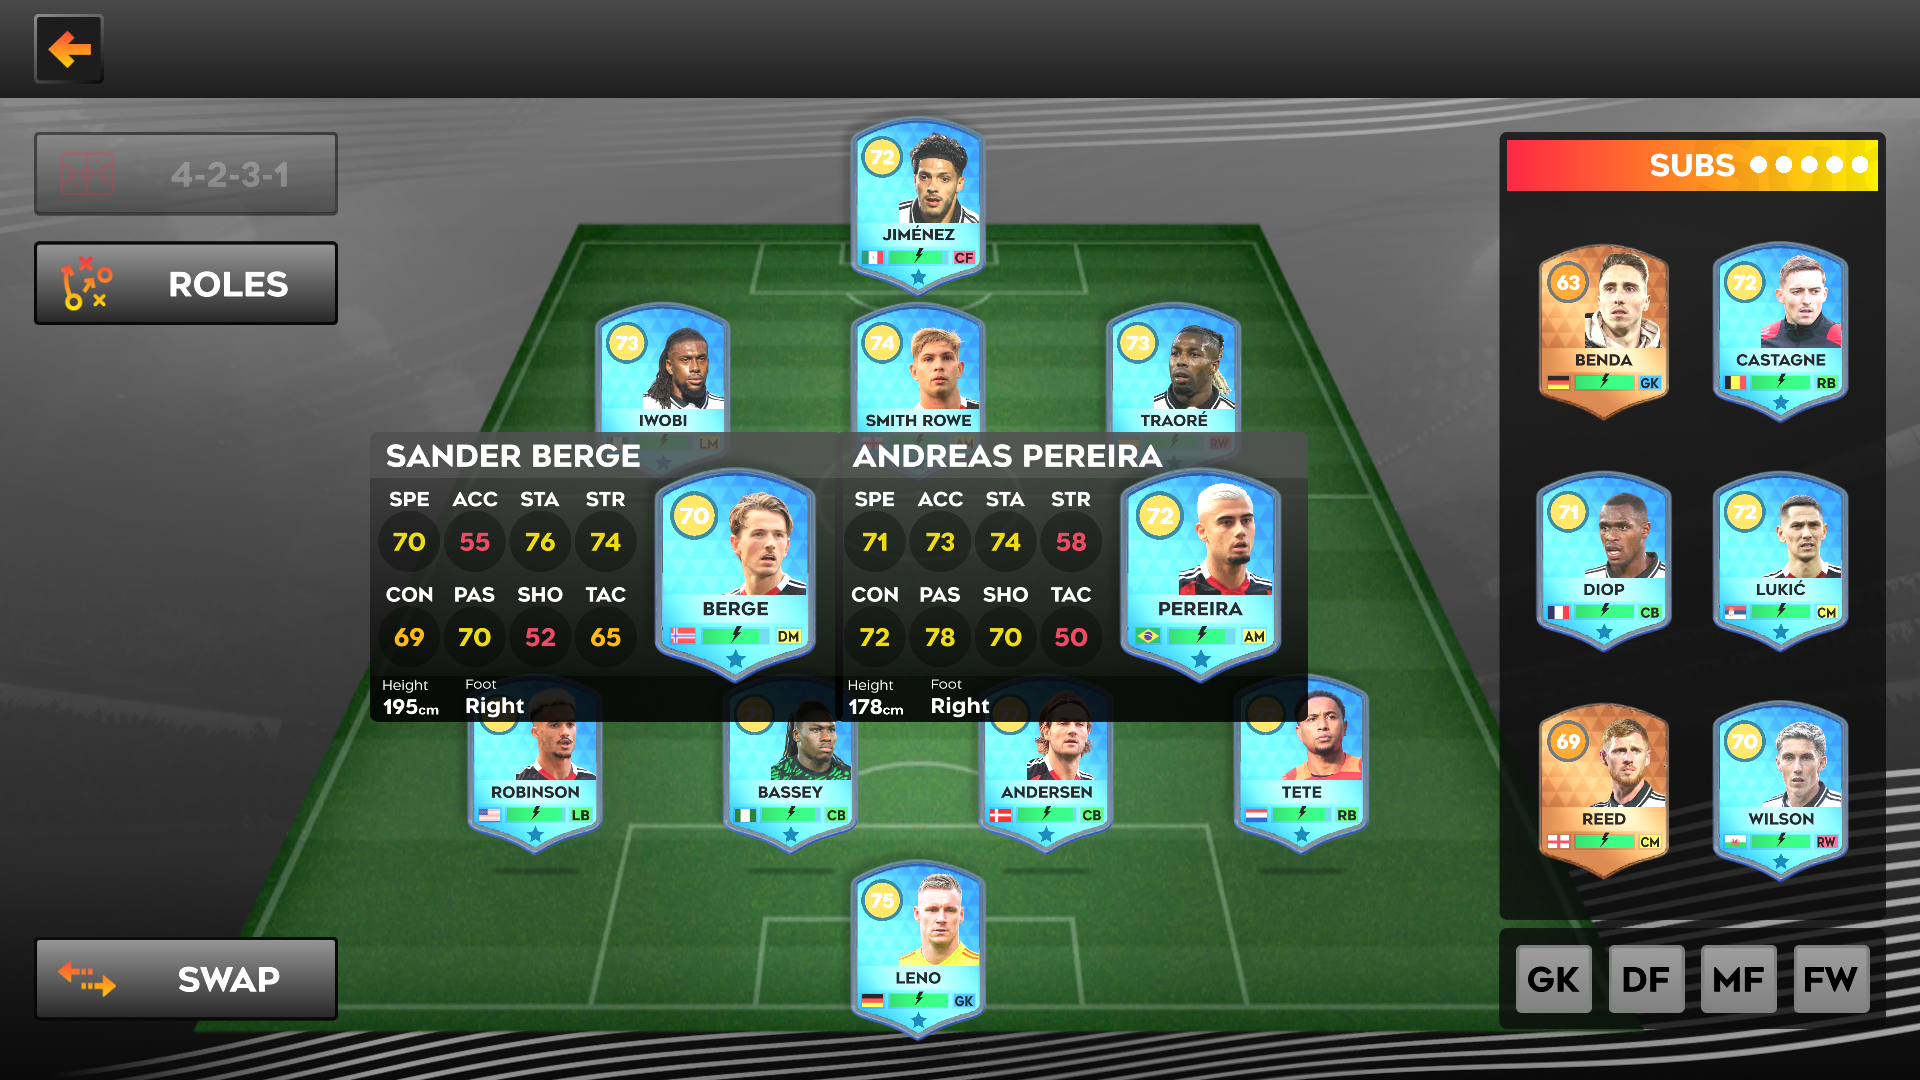 4-2-3-1
ROLES
SWAP
72
JIMÉNEZ
CF
73
IWOBI
LM
74
SMITH ROWE
AM
73
TRAORÉ
RW
SANDER BERGE
SPE ACC STA STR
70 55 76 74
CON PAS SHO TAC
69 70 52 65
Height Foot
195cm Right
70
BERGE
DM
ANDREAS PEREIRA
SPE ACC STA STR
71 73 74 58
CON PAS SHO TAC
72 78 70 50
Height Foot
178cm Right
72
PEREIRA
AM
ROBINSON
LB
BASSEY
CB
ANDERSEN
CB
TETE
RB
75
LENO
GK
SUBS
63
BENDA
GK
72
CASTAGNE
RB
71
DIOP
CB
72
LUKIĆ
CM
69
REED
CM
70
WILSON
RW
GK DF MF FW